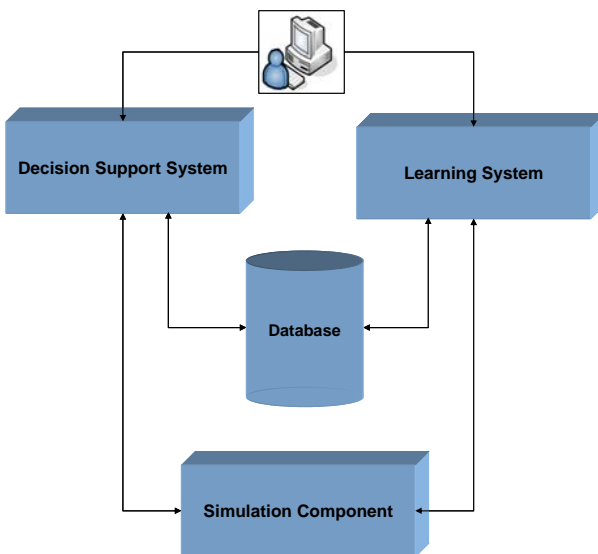 Decision Support System
Learning System
Database
Simulation Component